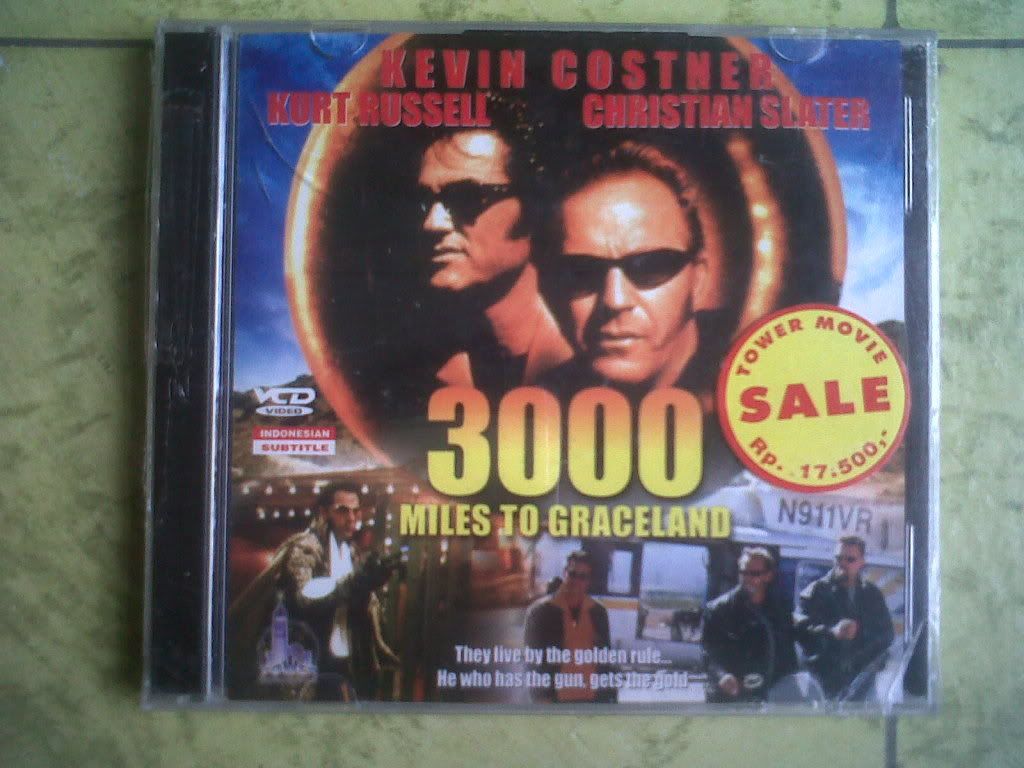 KEVIN COSTNER
KURT RUSSELL
CHRISTIAN SLATER
TOWER MOVIE
SALE
Rp. 17.500,-
VCD
VIDEO
INDONESIAN
SUBTITLE
3000
MILES TO GRACELAND
N911VR
They live by the golden rule...
He who has the gun, gets the gold